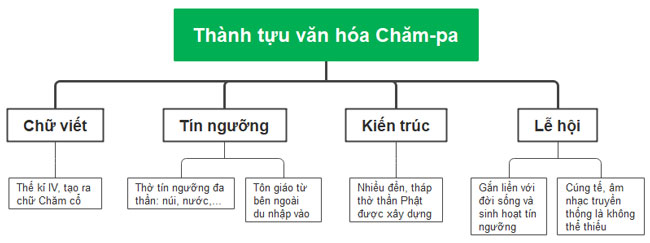 Thành tựu văn hóa Chăm-pa
Chữ viết
Tín ngưỡng
Kiến trúc
Lễ hội
Thế kỉ IV, tạo ra
chữ Chăm cổ
Thờ tín ngưỡng đa
thần: núi, nước,...
Tôn giáo từ
bên ngoài
du nhập vào
Nhiều đền, tháp
thờ thần Phật
được xây dựng
Gắn liền với
đời sống và
sinh hoạt tín
ngưỡng
Cúng tế, âm
nhạc truyền
thống là không
thể thiếu